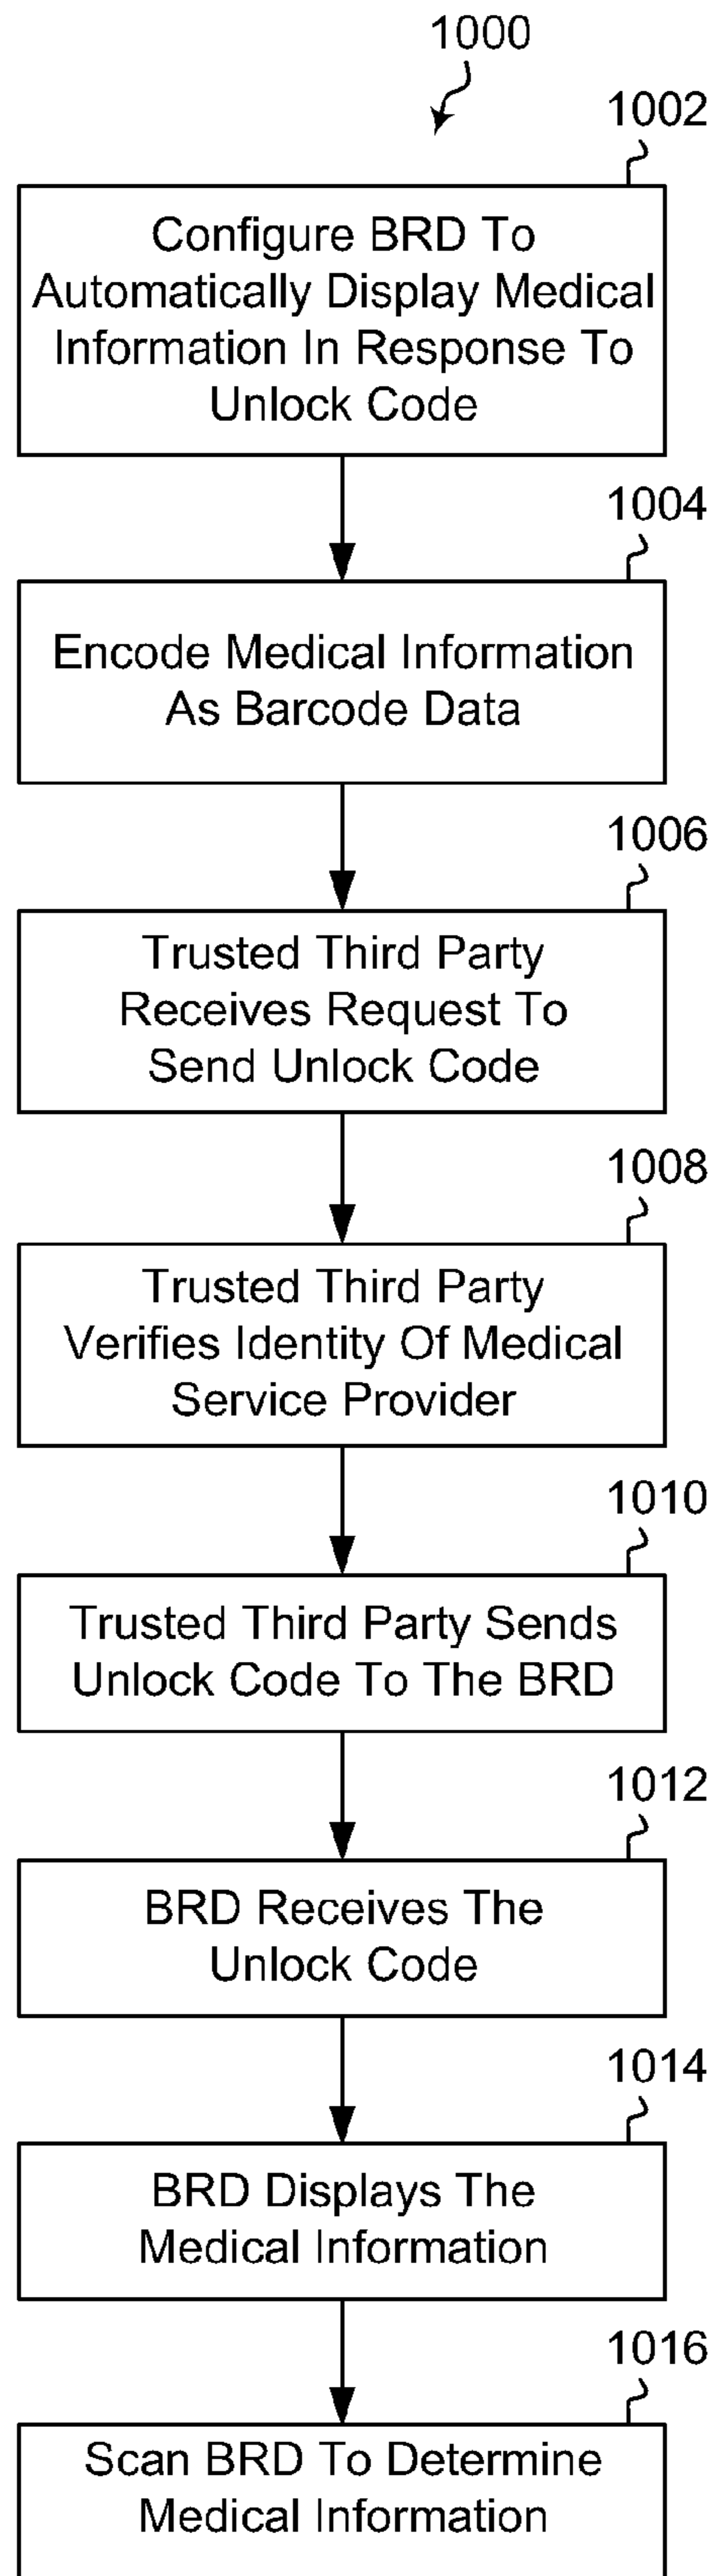 1000
1002
Configure BRD To
Automatically Display Medical
Information In Response To
Unlock Code
1004
Encode Medical Information
As Barcode Data
1006
Trusted Third Party
Receives Request To
Send Unlock Code
1008
Trusted Third Party
Verifies Identity Of Medical
Service Provider
1010
Trusted Third Party Sends
Unlock Code To The BRD
1012
BRD Receives The
Unlock Code
1014
BRD Displays The
Medical Information
1016
Scan BRD To Determine
Medical Information